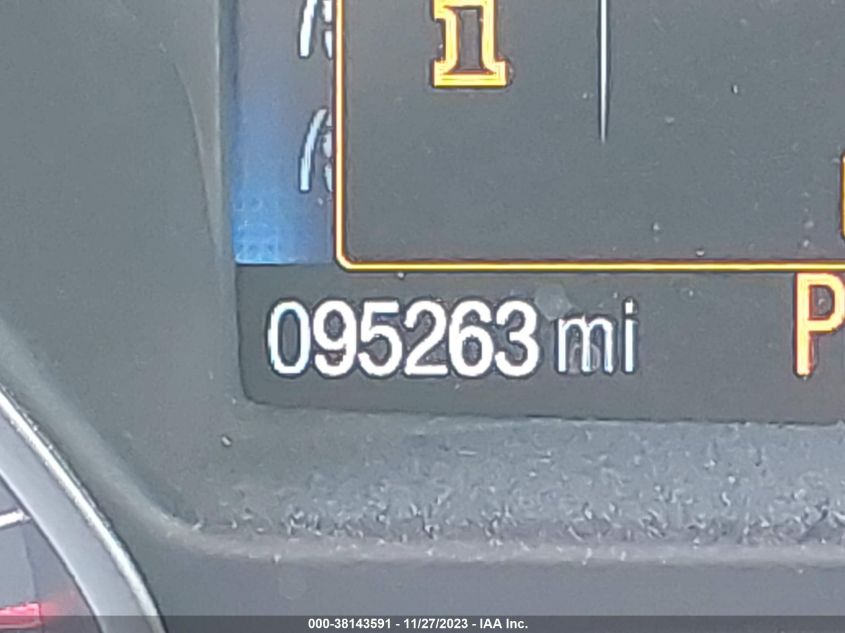 i
095263 mi
P
000-38143591 - 11/27/2023 - IAA Inc.